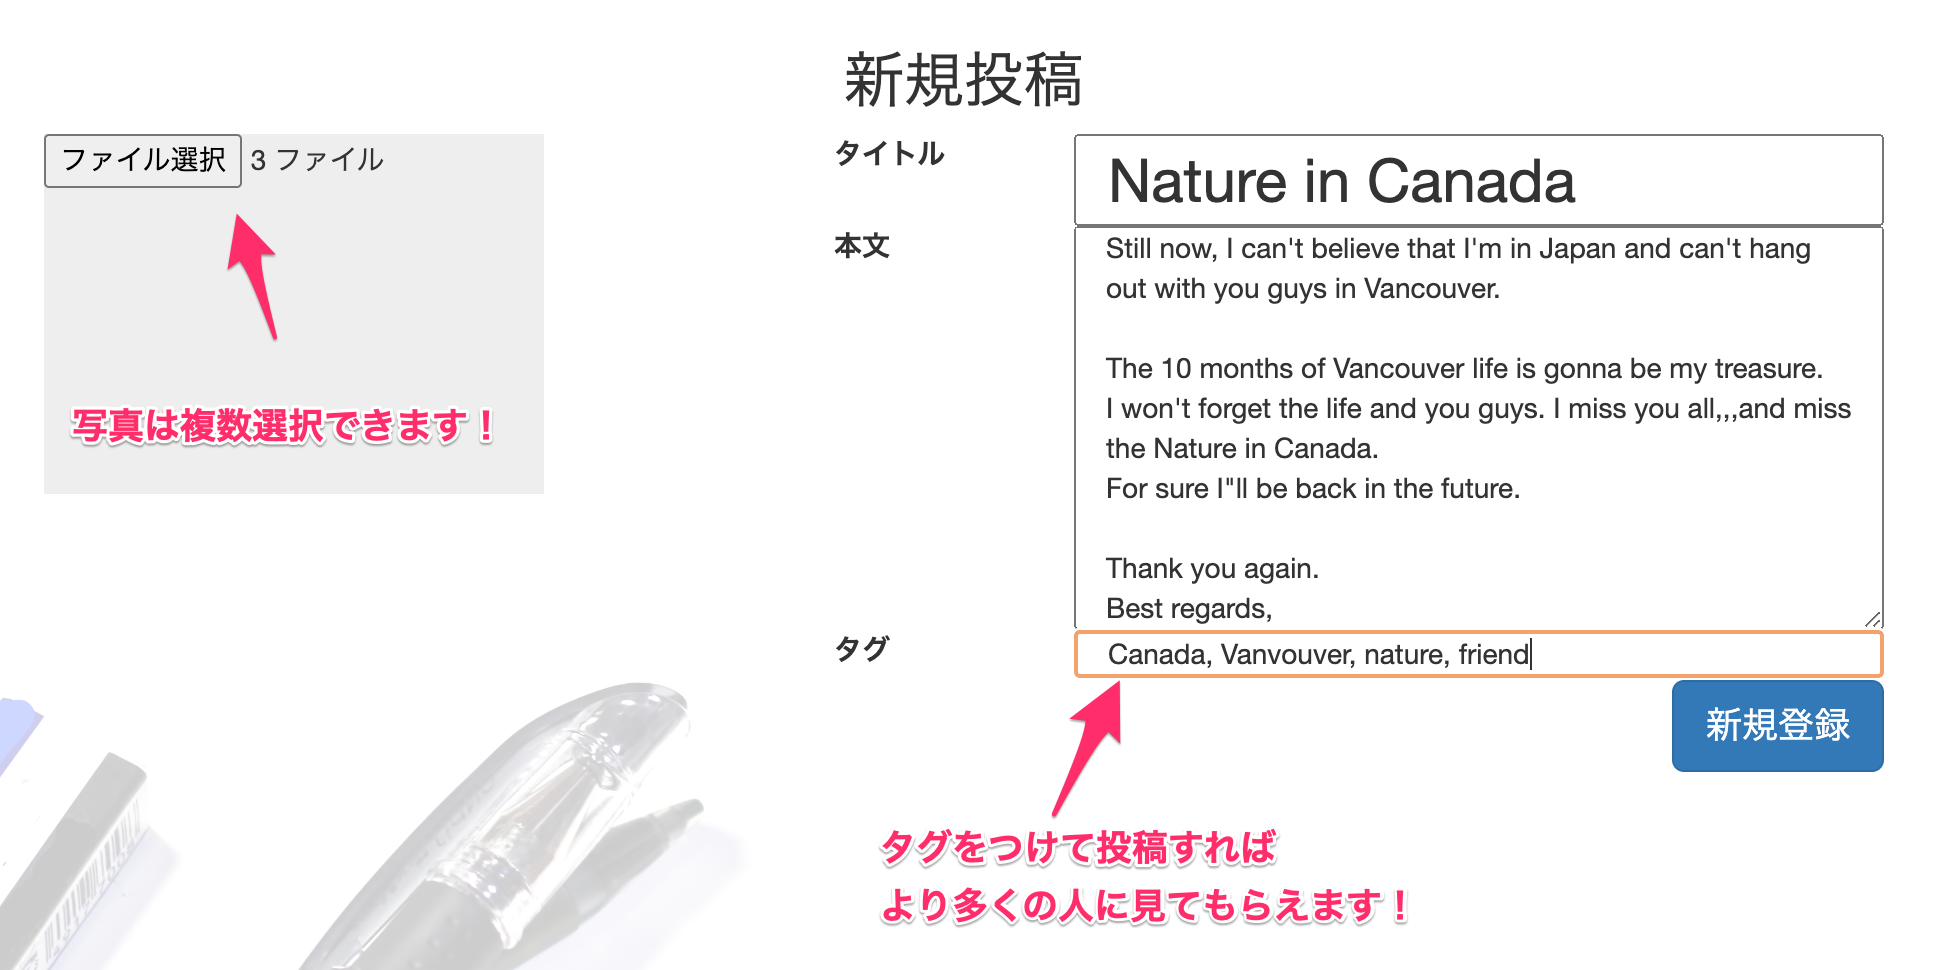 新規投稿
ファイル選択 3 ファイル
写真は複数選択できます！
タイトル
Nature in Canada
本文
Still now, I can't believe that I'm in Japan and can't hang
out with you guys in Vancouver.
The 10 months of Vancouver life is gonna be my treasure.
I won't forget the life and you guys. I miss you all,,,and miss
the Nature in Canada.
For sure I"ll be back in the future.
Thank you again.
Best regards,
タグ
Canada, Vanvouver, nature, friend
新規登録
タグをつけて投稿すれば
より多くの人に見てもらえます！